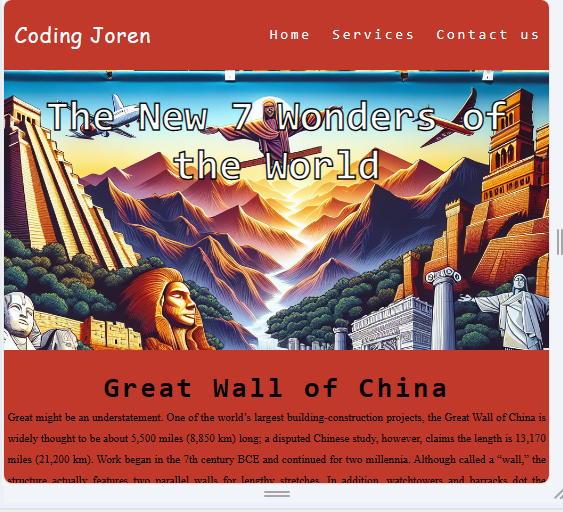 Coding Joren
Home Services Contact us
The New 7 Wonders of
the World
Great Wall of China
Great might be an understatement. One of the world’s largest building-construction projects, the Great Wall of China is
widely thought to be about 5,500 miles (8,850 km) long; a disputed Chinese study, however, claims the length is 13,170
miles (21,200 km). Work began in the 7th century BCE and continued for two millennia. Although called a “wall,” the
structure actually features two parallel walls for lengthy stretches. In addition, watchtowers and barracks dot the